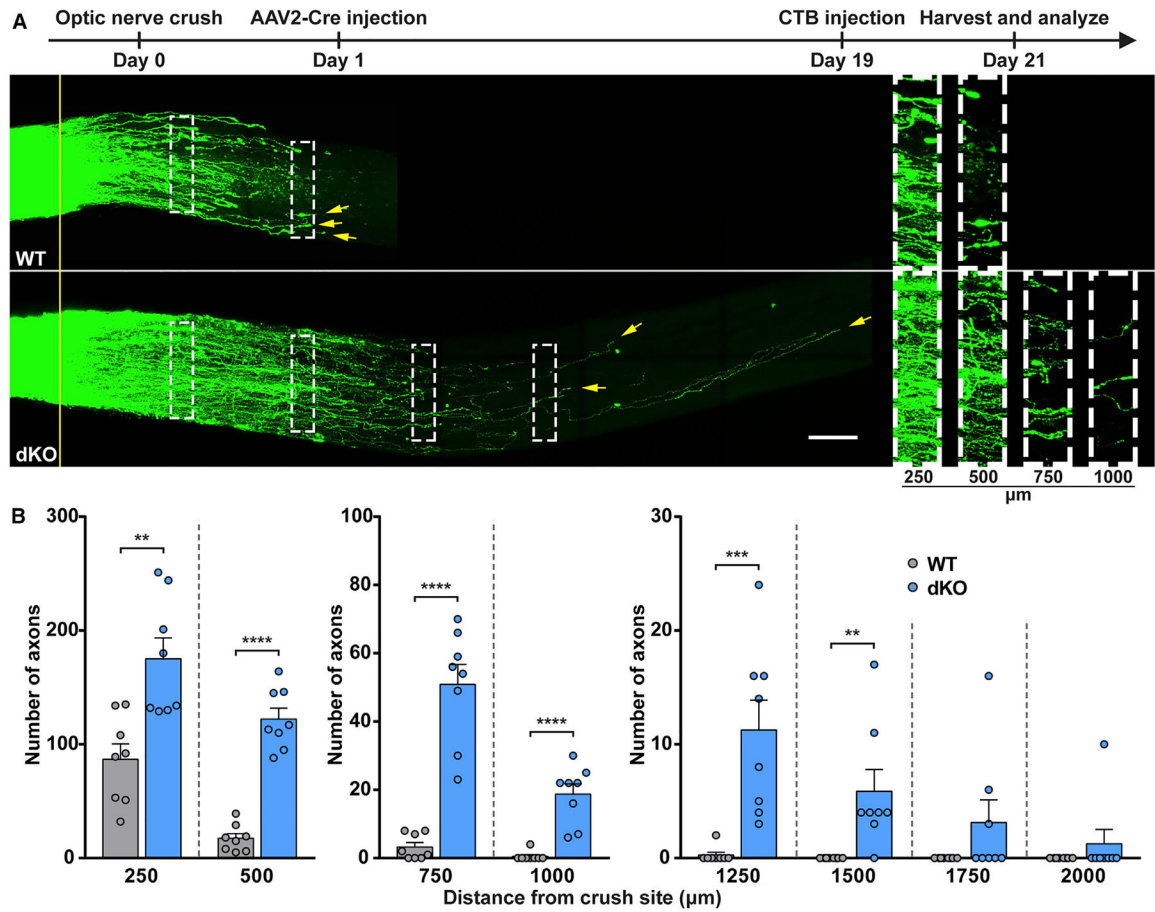 A
Optic nerve crush AAV2-Cre injection CTB injection Harvest and analyze
Day 0 Day 1 Day 19 Day 21
WT
dKO
250 500 750 1000
µm
B
300
200
100
0
Number of axons
**
****
250 500
100
80
60
40
20
0
Number of axons
****
****
750 1000
30
20
10
0
Number of axons
***
**
WT
dKO
1250 1500 1750 2000
Distance from crush site (µm)